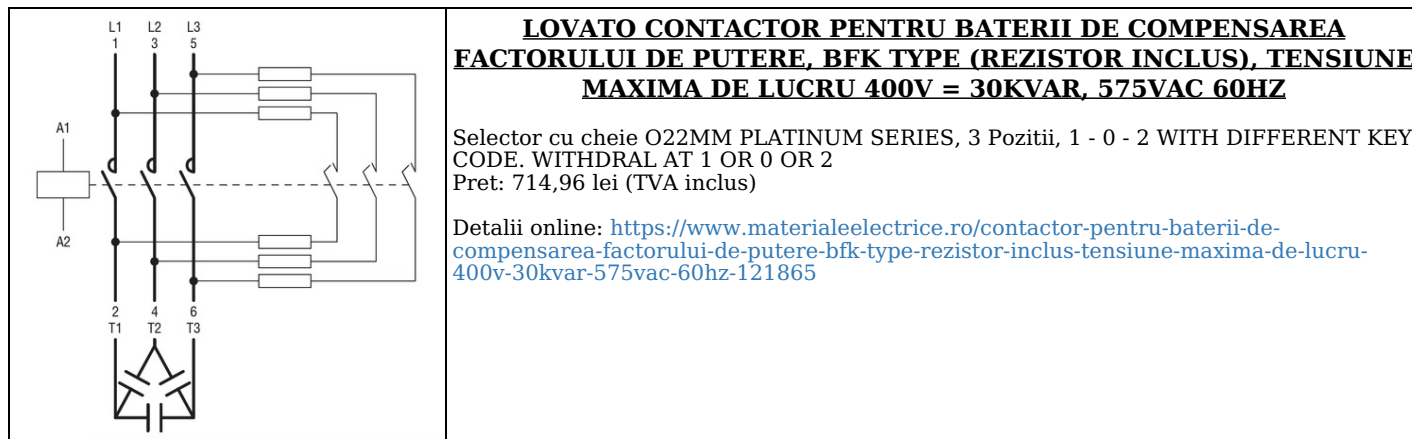 L1 L2 L3
1 3 5
A1
A2
2 4 6
T1 T2 T3
LOVATO CONTACTOR PENTRU BATERII DE COMPENSAREA
FACTORULUI DE PUTERE, BFK TYPE (REZISTOR INCLUS), TENSIUNE
MAXIMA DE LUCRU 400V = 30KVAR, 575VAC 60HZ
Selector cu cheie O22MM PLATINUM SERIES, 3 Pozitii, 1 - 0 - 2 WITH DIFFERENT KEY
CODE. WITHDRAL AT 1 OR 0 OR 2
Pret: 714,96 lei (TVA inclus)
Detalii online: https://www.materialeelectrice.ro/contactor-pentru-baterii-de-
compensarea-factorului-de-putere-bfk-type-rezistor-inclus-tensiune-maxima-de-lucru-
400v-30kvar-575vac-60hz-121865